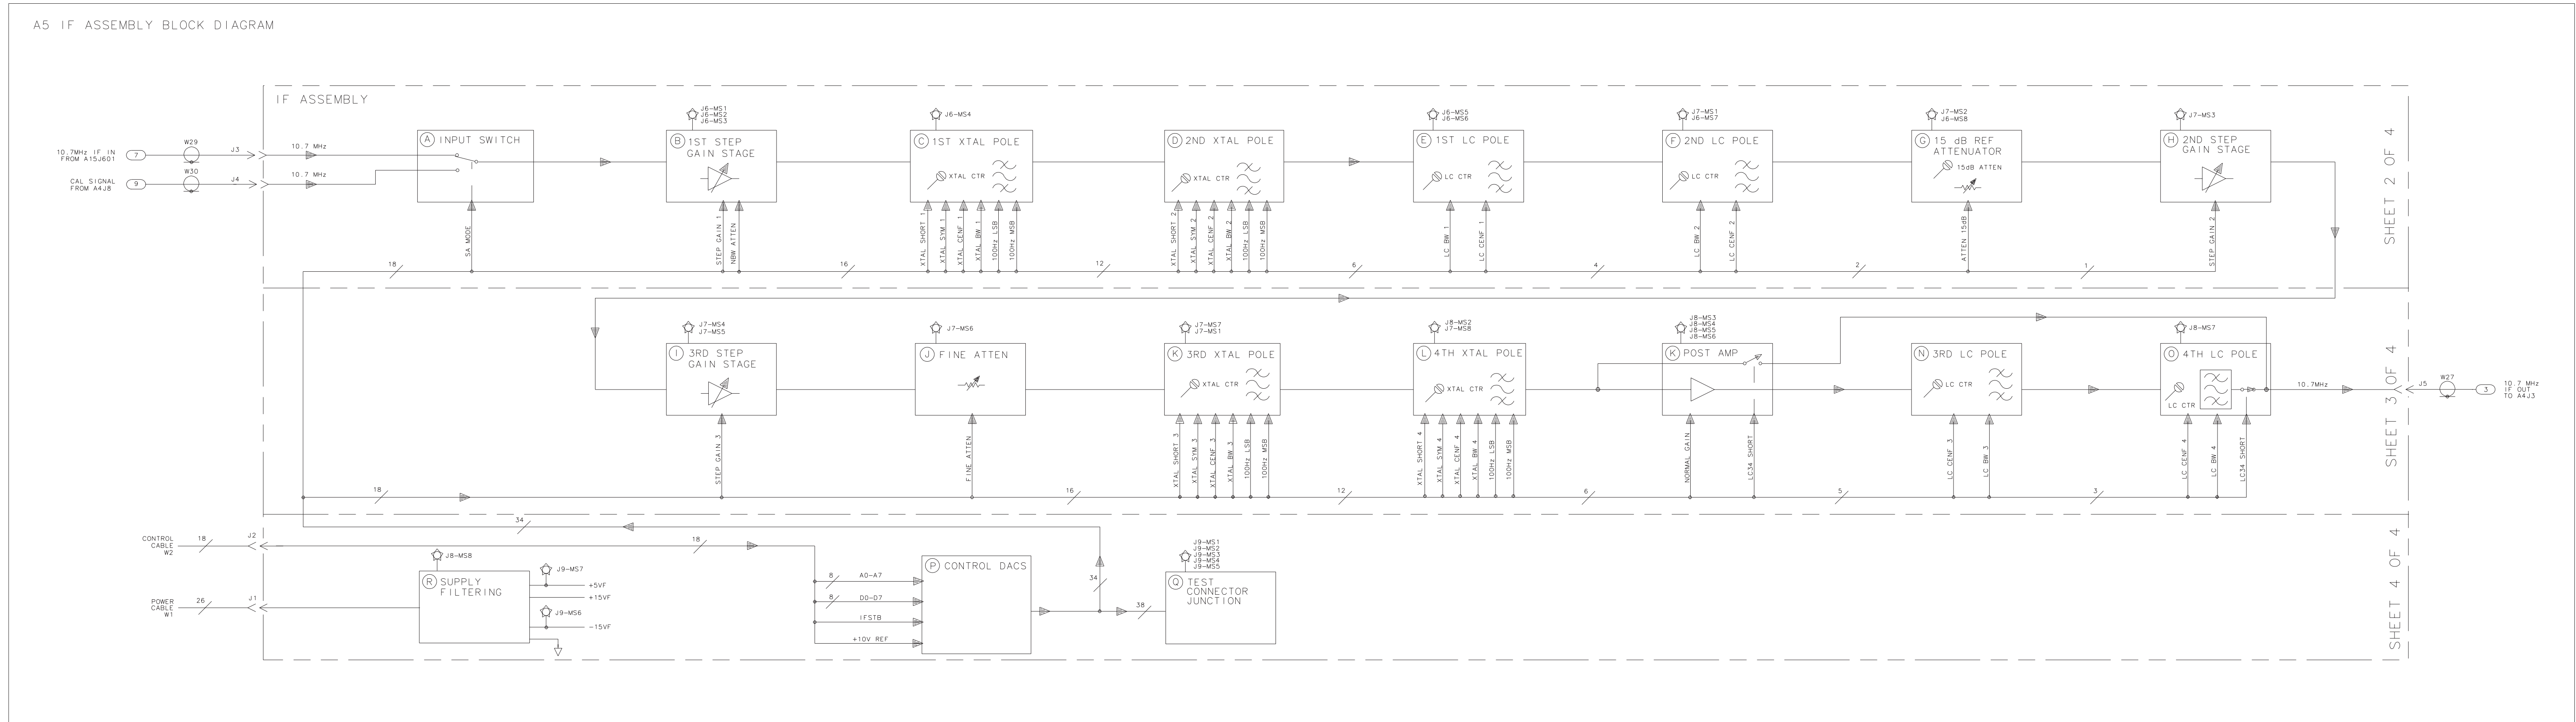 A5 IF ASSEMBLY BLOCK DIAGRAM
IF ASSEMBLY
SHEET 2 OF 4
10.7MHz IF IN
FROM A15J601
7
W29
J3
10.7 MHz
CAL SIGNAL
FROM A4J8
9
W30
J4
10.7 MHz
A INPUT SWITCH
SA MODE
J6-MS1
J6-MS2
J6-MS3
B 1ST STEP
GAIN STAGE
STEP GAIN 1
NBW ATTEN
J6-MS4
C 1ST XTAL POLE
XTAL CTR
XTAL SHORT 1
XTAL SYM 1
XTAL CENF 1
XTAL BW 1
100Hz LSB
100Hz MSB
D 2ND XTAL POLE
XTAL CTR
XTAL SHORT 2
XTAL SYM 2
XTAL CENF 2
XTAL BW 2
100Hz LSB
100Hz MSB
J6-MS5
J6-MS6
E 1ST LC POLE
LC CTR
LC BW 1
LC CENF 1
J7-MS1
J6-MS7
F 2ND LC POLE
LC CTR
LC BW 2
LC CENF 2
J7-MS2
J6-MS8
G 15 dB REF
ATTENUATOR
15dB ATTEN
ATTEN 15dB
J7-MS3
H 2ND STEP
GAIN STAGE
STEP GAIN 2
18
16
12
6
4
2
1
SHEET 3 OF 4
J7-MS4
J7-MS5
I 3RD STEP
GAIN STAGE
STEP GAIN 3
J7-MS6
J FINE ATTEN
FINE ATTEN
J7-MS7
J7-MS1
K 3RD XTAL POLE
XTAL CTR
XTAL SHORT 3
XTAL SYM 3
XTAL CENF 3
XTAL BW 3
100Hz LSB
100Hz MSB
J8-MS2
J7-MS8
L 4TH XTAL POLE
XTAL CTR
XTAL SHORT 4
XTAL SYM 4
XTAL CENF 4
XTAL BW 4
100Hz LSB
100Hz MSB
J8-MS3
J8-MS4
J8-MS5
J8-MS6
K POST AMP
NORMAL GAIN
LC34 SHORT
N 3RD LC POLE
LC CTR
LC CENF 3
LC BW 3
J8-MS7
O 4TH LC POLE
LC CTR
LC CENF 4
LC BW 4
LC34 SHORT
10.7MHz
J5
W27
3
10.7 MHz
IF OUT
TO A4J3
18
16
12
6
5
3
SHEET 4 OF 4
34
CONTROL
CABLE
W2
18
J2
18
POWER
CABLE
W1
26
J1
J8-MS8
R SUPPLY
FILTERING
J9-MS7
+5VF
+15VF
J9-MS6
-15VF
8
A0-A7
8
D0-D7
IFSTB
+10V REF
P CONTROL DACS
34
38
J9-MS1
J9-MS2
J9-MS3
J9-MS4
J9-MS5
Q TEST
CONNECTOR
JUNCTION